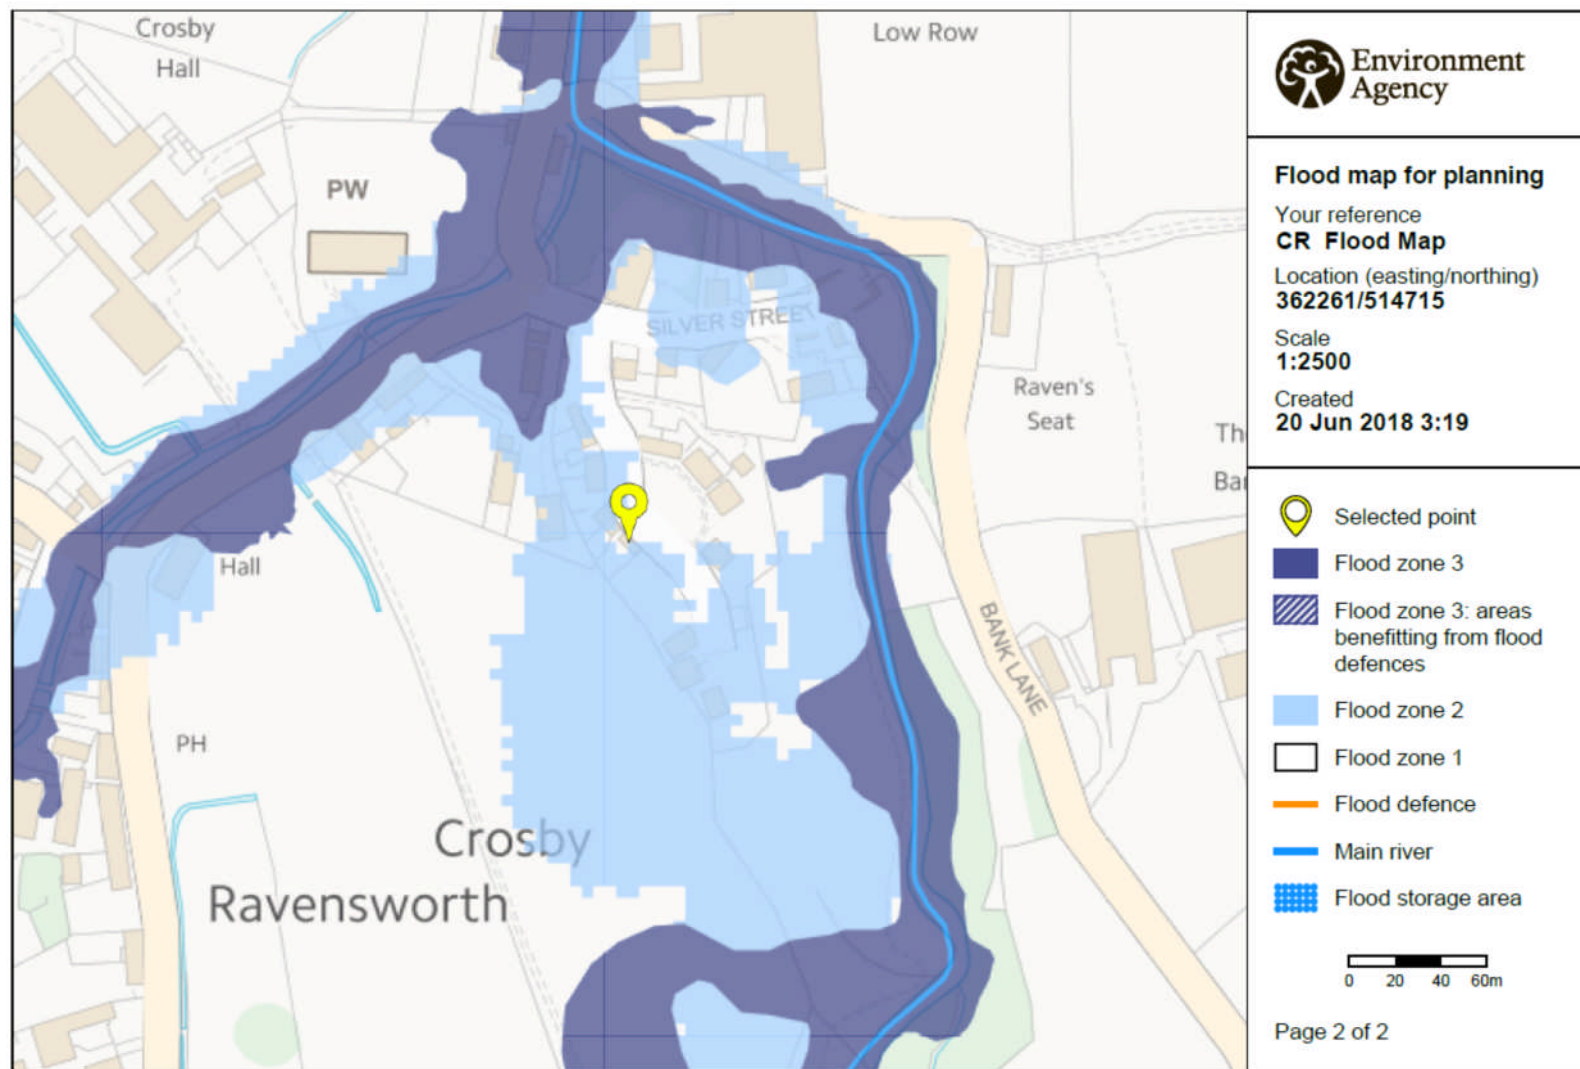 Crosby
Hall
Low Row
PW
SILVER STREET
Raven's
Seat
Th
Bar
Hall
BANK LANE
PH
Crosby
Ravensworth
Environment
Agency
Flood map for planning
Your reference
CR Flood Map
Location (easting/northing)
362261/514715
Scale
1:2500
Created
20 Jun 2018 3:19
Selected point
Flood zone 3
Flood zone 3: areas
benefitting from flood
defences
Flood zone 2
Flood zone 1
Flood defence
Main river
Flood storage area
0 20 40 60m
Page 2 of 2